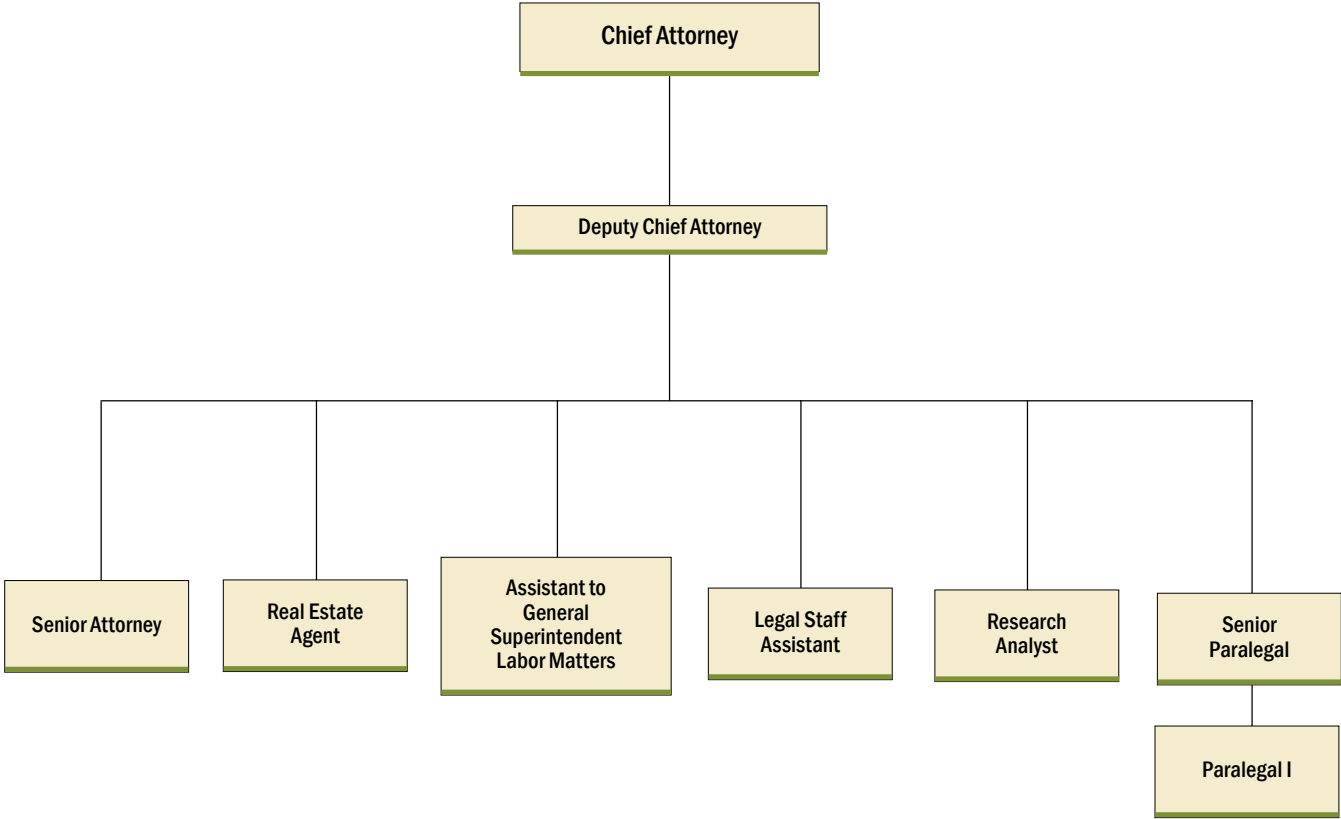 Chief Attorney
Deputy Chief Attorney
Senior Attorney
Real Estate
Agent
Assistant to
General
Superintendent
Labor Matters
Legal Staff
Assistant
Research
Analyst
Senior
Paralegal
Paralegal I